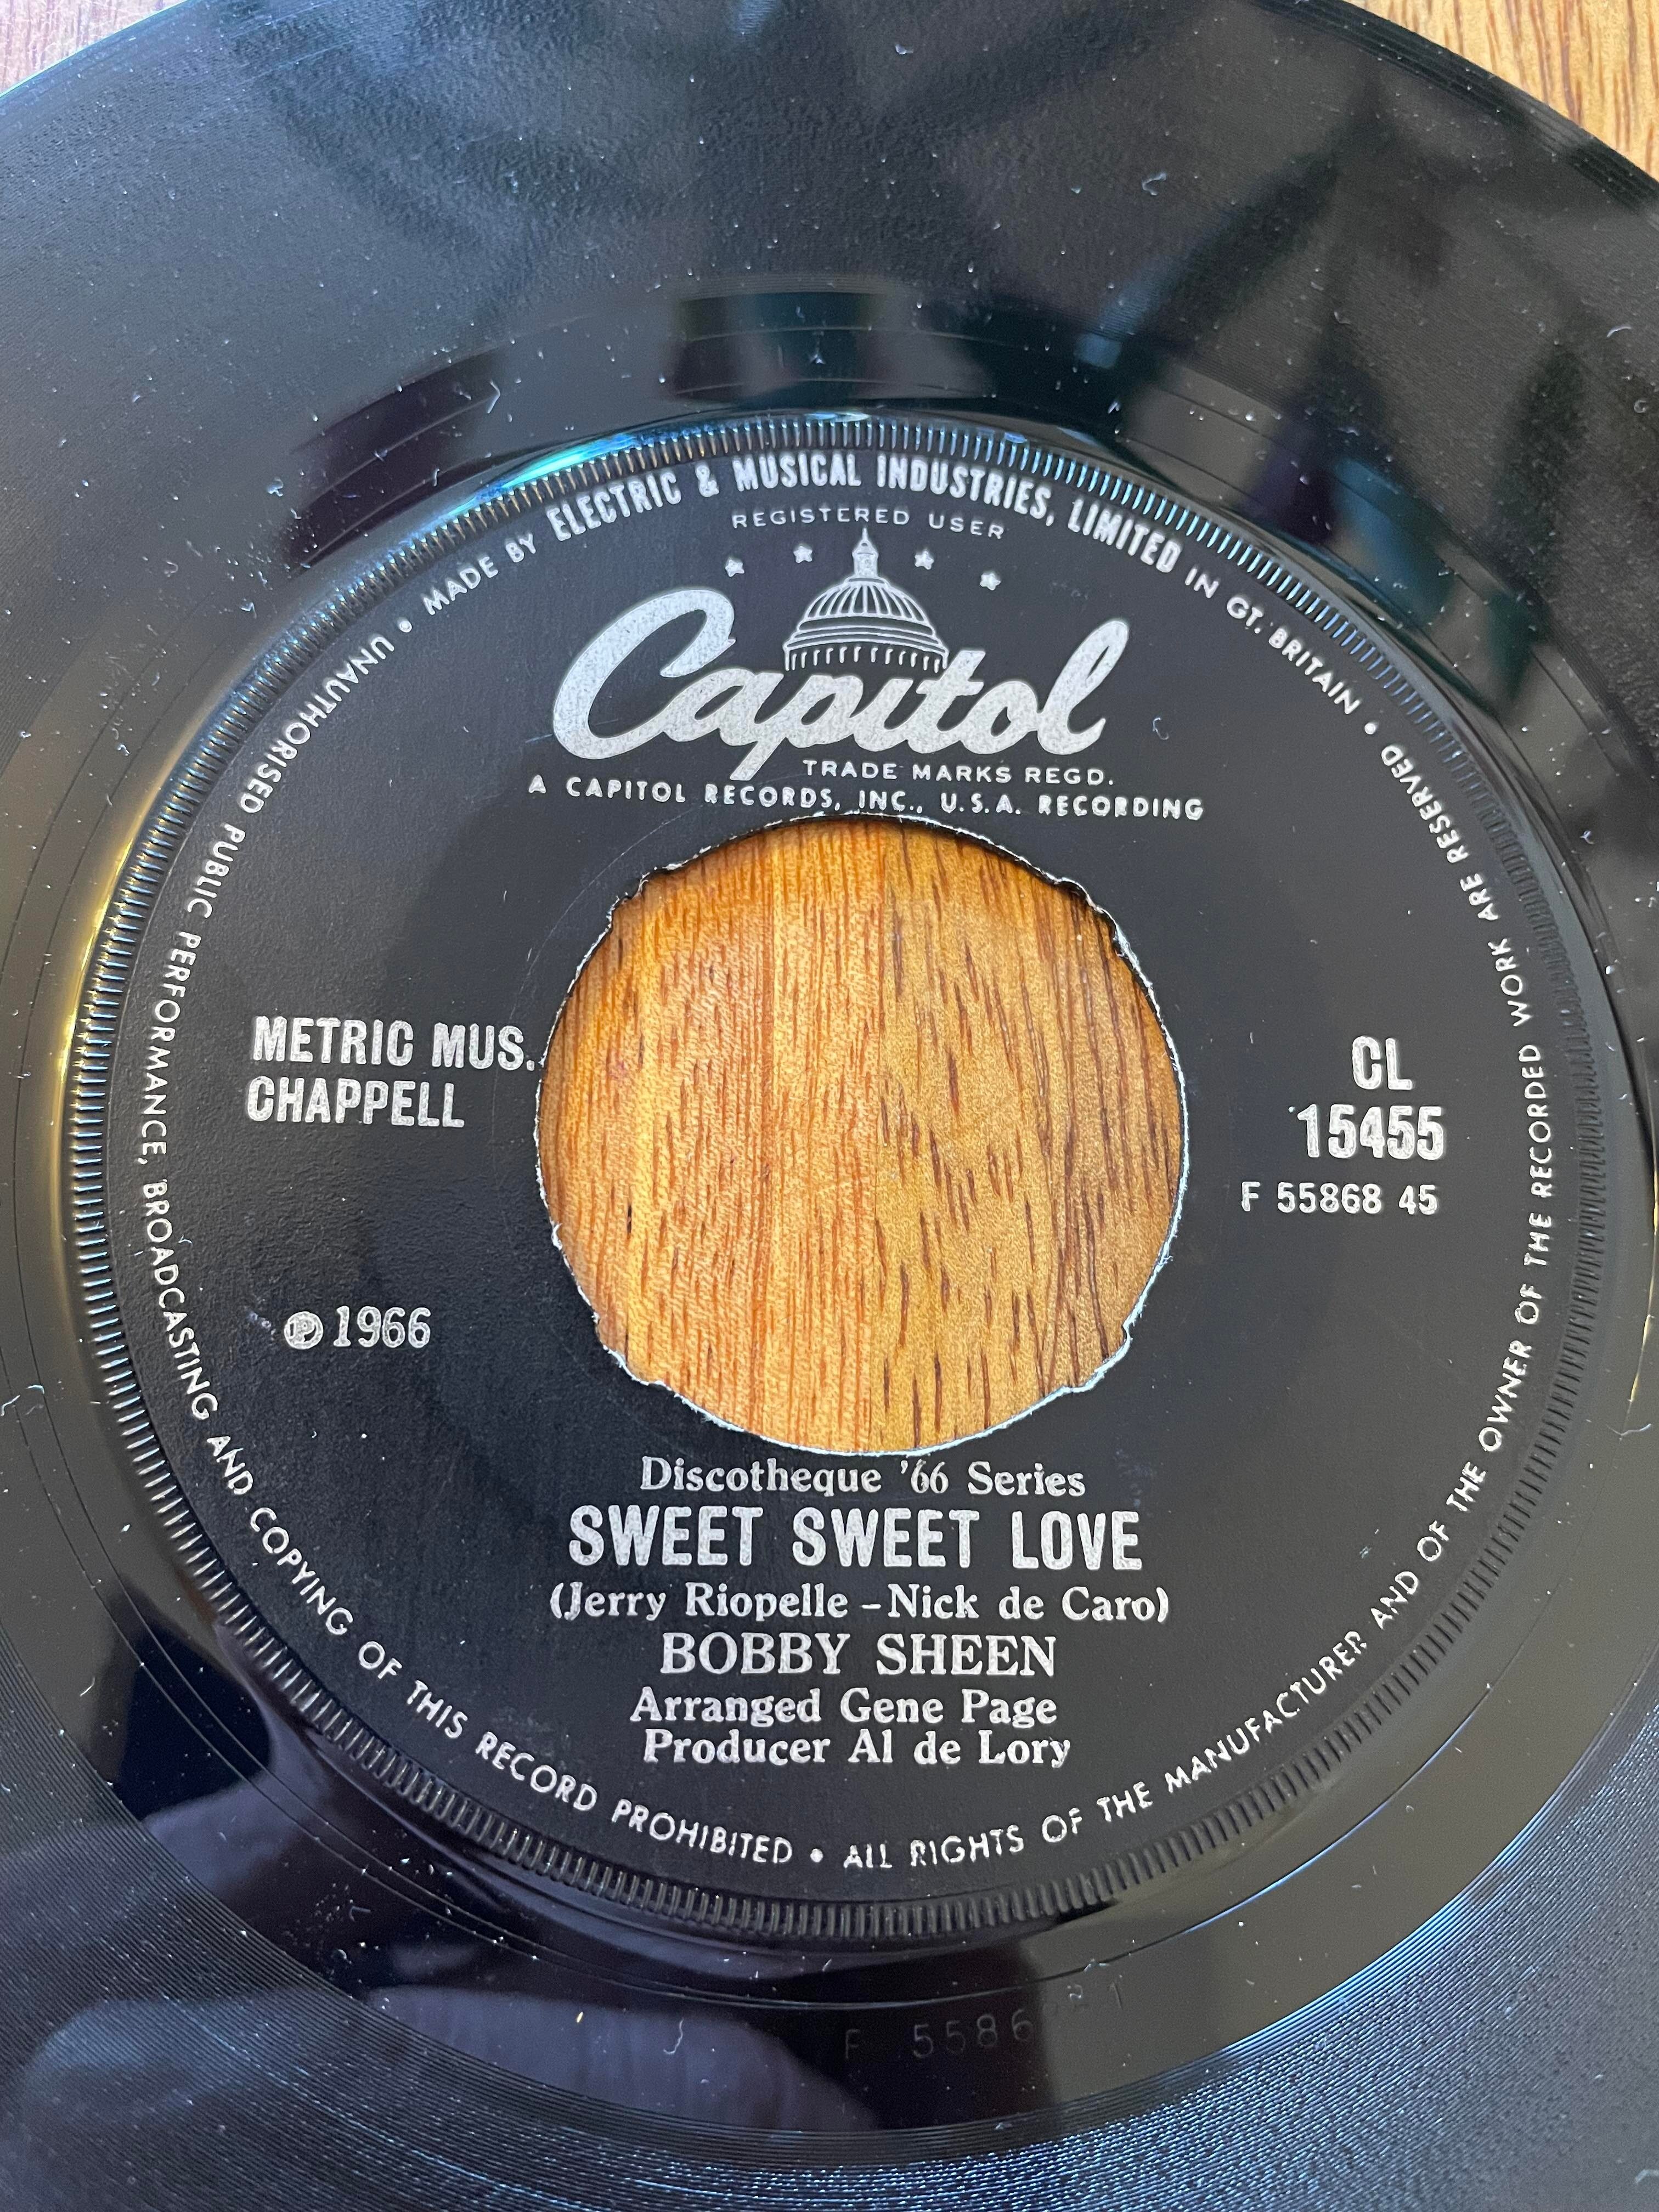 MADE BY ELECTRIC & MUSICAL INDUSTRIES, LIMITED IN GT. BRITAIN •
REGISTERED USER
Capitol
TRADE MARKS REGD.
A CAPITOL RECORDS, INC., U.S.A. RECORDING
METRIC MUS.
CHAPPELL
CL
15455
F 55868 45
℗ 1966
Discotheque '66 Series
SWEET SWEET LOVE
(Jerry Riopelle - Nick de Caro)
BOBBY SHEEN
Arranged Gene Page
Producer Al de Lory
ALL RIGHTS OF THE MANUFACTURER AND OF THE OWNER OF THE RECORDED WORK ARE RESERVED •
UNAUTHORISED PUBLIC PERFORMANCE, BROADCASTING AND COPYING OF THIS RECORD PROHIBITED •
F 5586